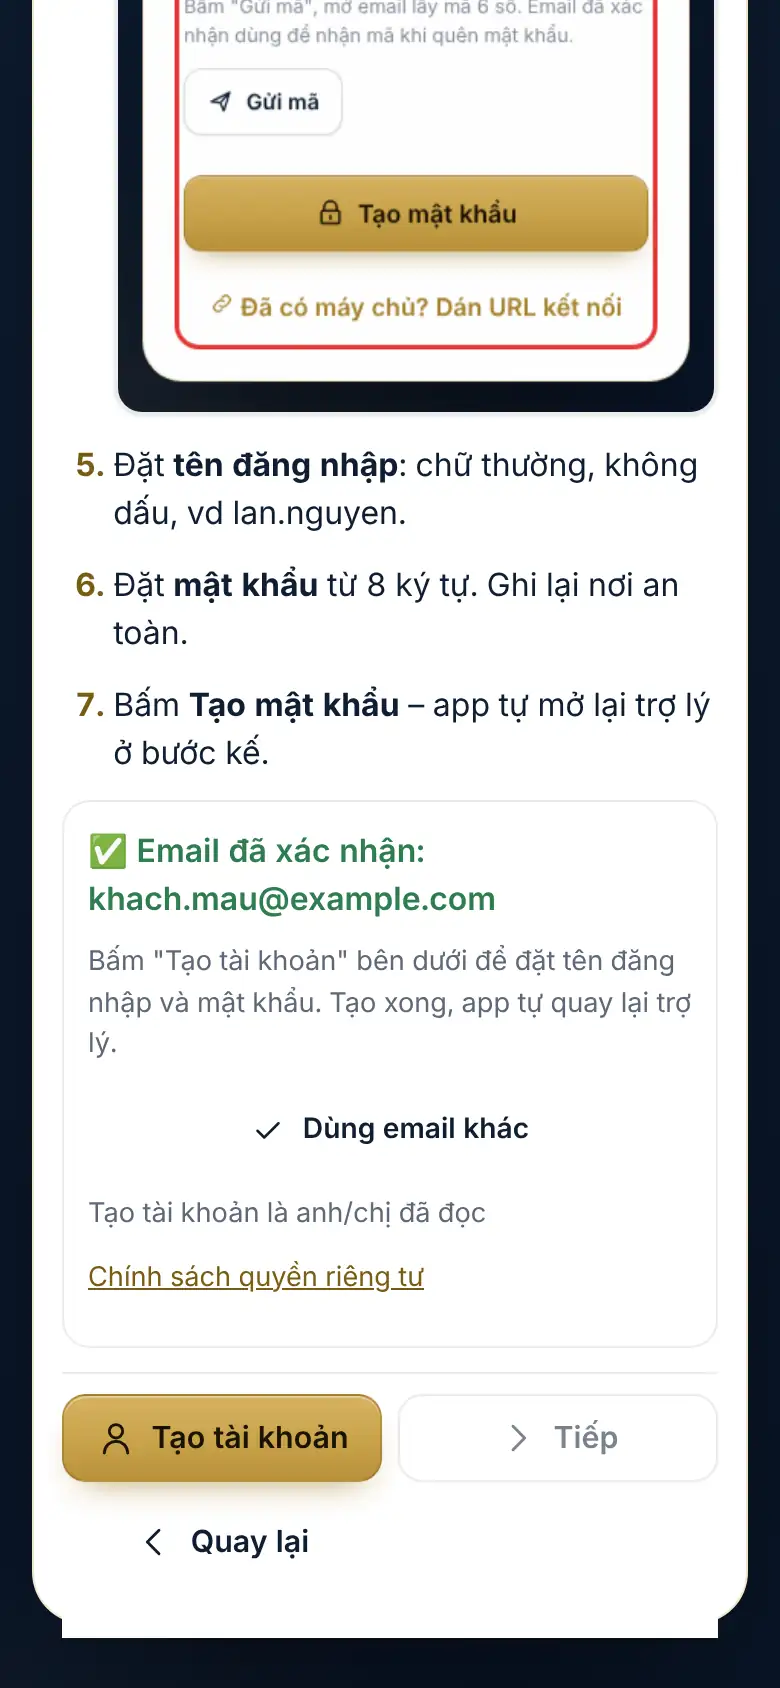 Bấm "Gửi mã", mở email lấy mã 6 số. Email đã xác
nhận dùng để nhận mã khi quên mật khẩu.
Gửi mã
Tạo mật khẩu
Đã có máy chủ? Dán URL kết nối
5. Đặt tên đăng nhập: chữ thường, không
dấu, vd lan.nguyen.
6. Đặt mật khẩu từ 8 ký tự. Ghi lại nơi an
toàn.
7. Bấm Tạo mật khẩu – app tự mở lại trợ lý
ở bước kế.
✅ Email đã xác nhận:
khach.mau@example.com
Bấm "Tạo tài khoản" bên dưới để đặt tên đăng
nhập và mật khẩu. Tạo xong, app tự quay lại trợ
lý.
Dùng email khác
Tạo tài khoản là anh/chị đã đọc
Chính sách quyền riêng tư
Tạo tài khoản
Tiếp
Quay lại